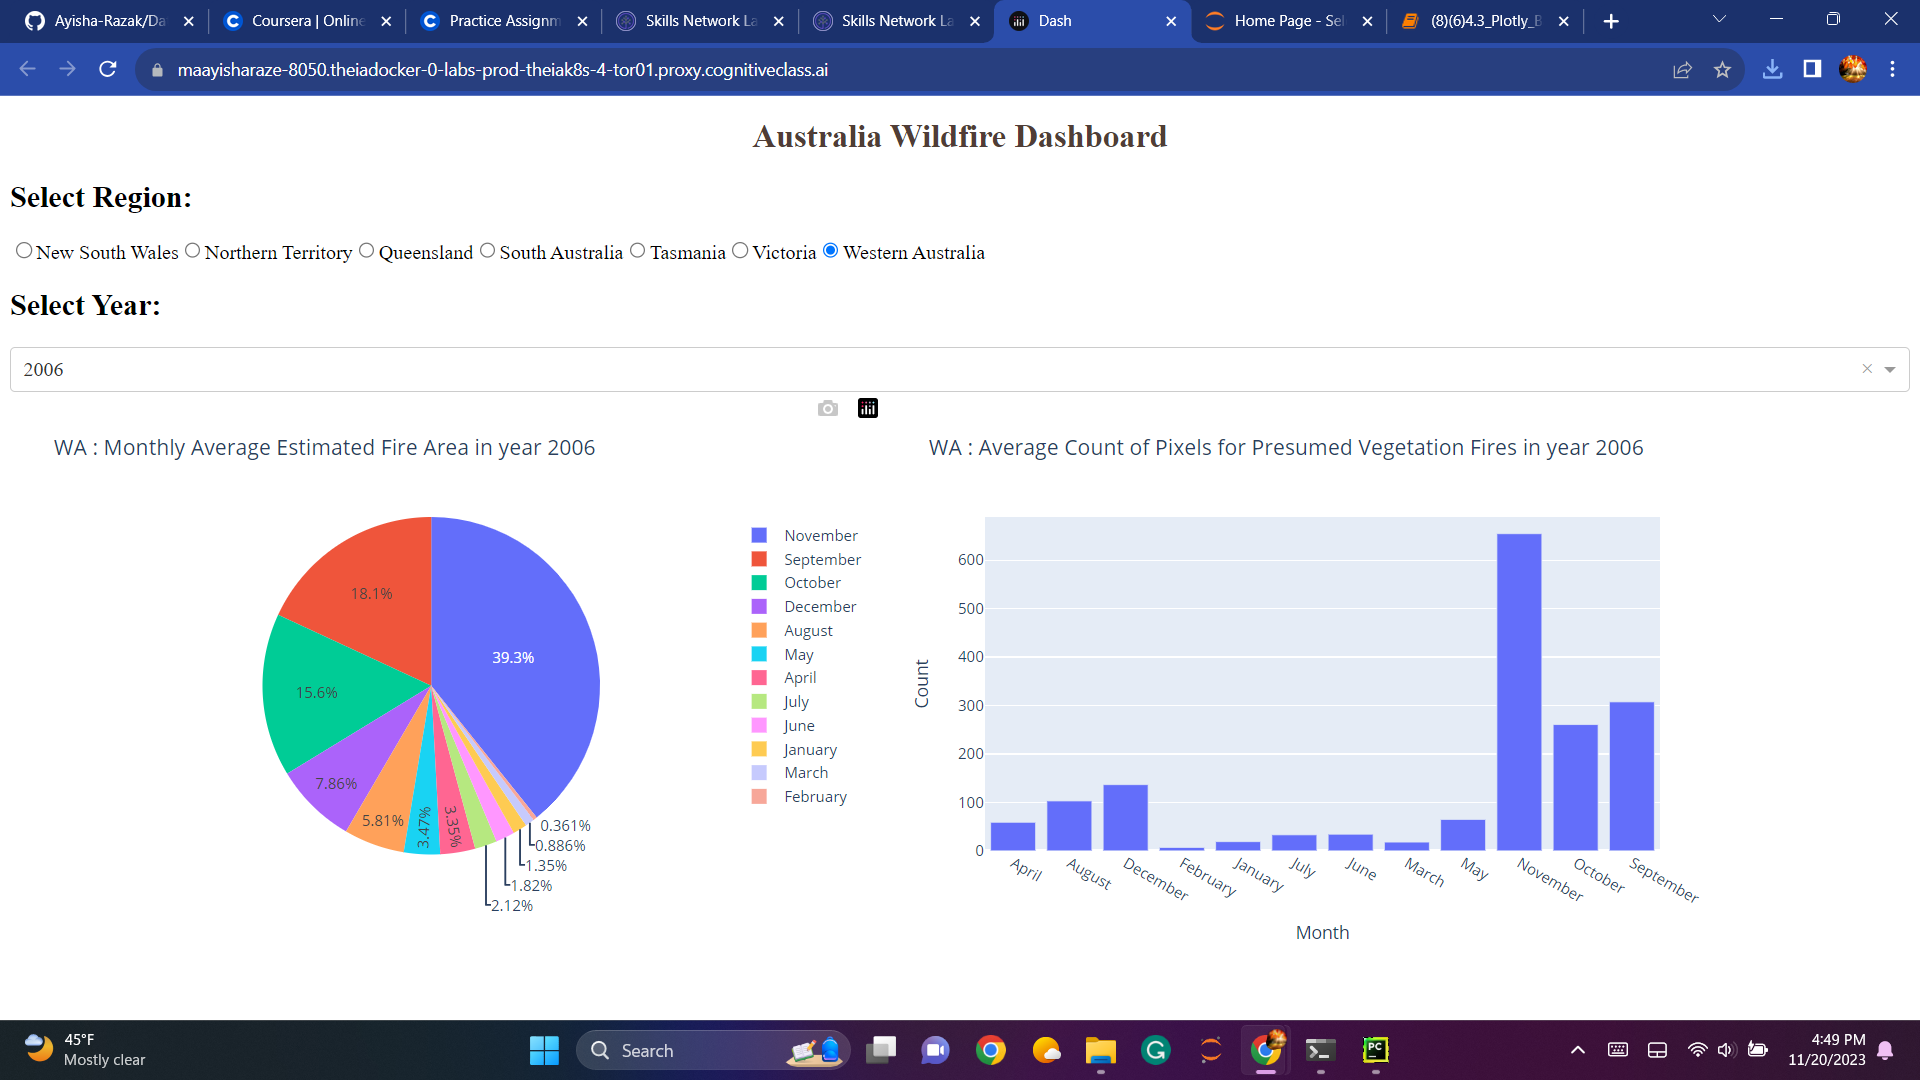 Ayisha-Razak/Da
Coursera | Online
Practice Assignm
Skills Network La
Skills Network La
Dash
Home Page - Sel
(8)(6)4.3_Plotly_B
maayisharaze-8050.theiadocker-0-labs-prod-theiak8s-4-tor01.proxy.cognitiveclass.ai
Australia Wildfire Dashboard
Select Region:
New South Wales Northern Territory Queensland South Australia Tasmania Victoria Western Australia
Select Year:
2006
WA : Monthly Average Estimated Fire Area in year 2006
39.3%
18.1%
15.6%
7.86%
5.81%
3.47%
3.35%
0.361%
0.886%
1.35%
1.82%
2.12%
November
September
October
December
August
May
April
July
June
January
March
February
WA : Average Count of Pixels for Presumed Vegetation Fires in year 2006
Count
600
500
400
300
200
100
0
April
August
December
February
January
July
June
March
May
November
October
September
Month
45°F
Mostly clear
Search
PC
4:49 PM
11/20/2023